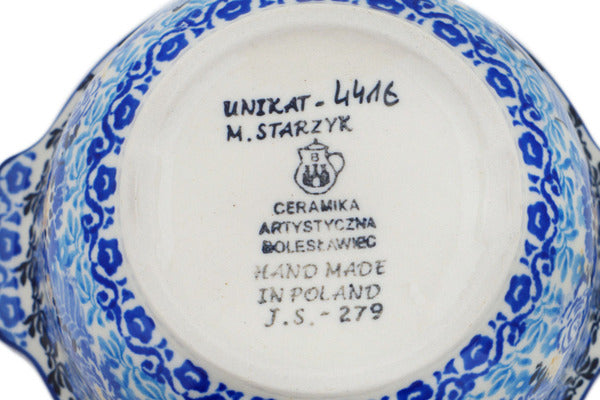 UNIKAT-4416
M. STARZYK
B
CERAMIKA
ARTYSTYCZNA
BOLESŁAWIEC
HAND MADE
IN POLAND
J.S.-279